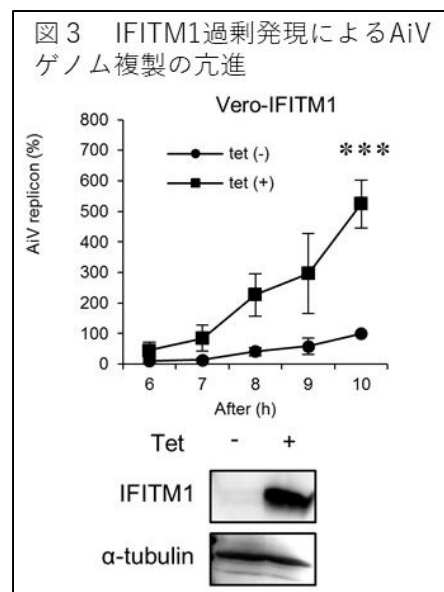 図３　IFITM1過剰発現によるAiV
ゲノム複製の亢進
Vero-IFITM1
AiV replicon (%)
800
700
600
500
400
300
200
100
0
tet (-)
tet (+)
***
6 7 8 9 10
After (h)
Tet - +
IFITM1
α-tubulin